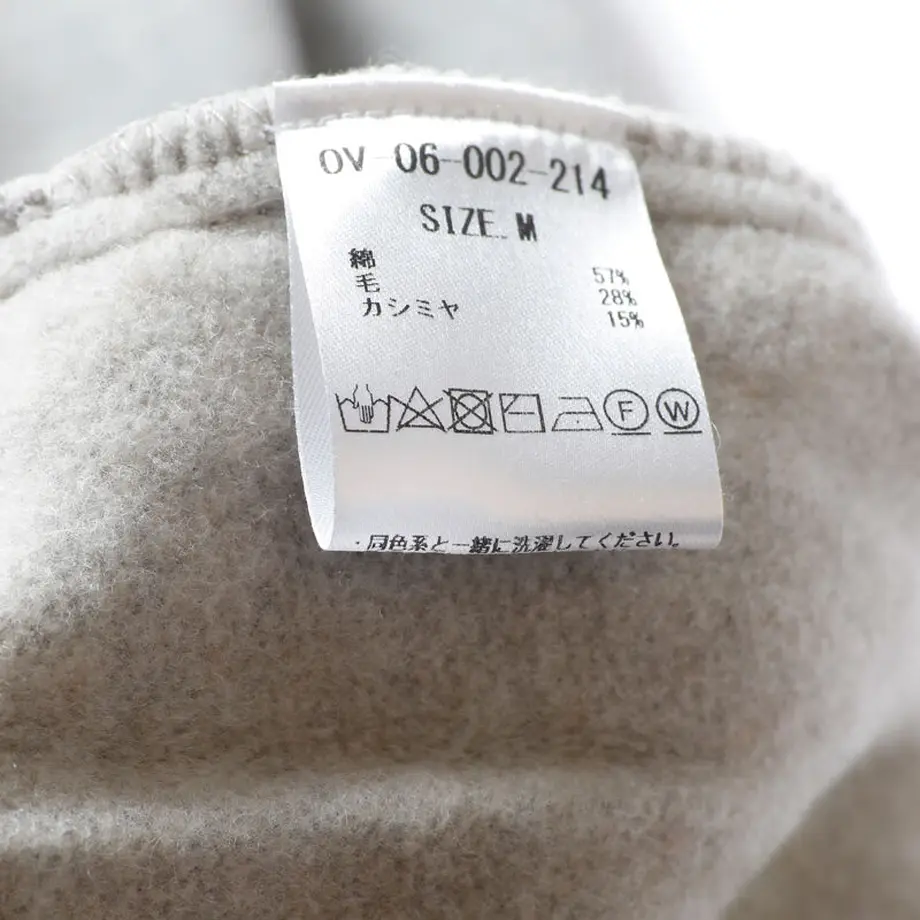 OV-06-002-214
SIZE. M
綿 57%
毛 28%
カシミヤ 15%
F W
・同色系と一緒に洗濯してください。